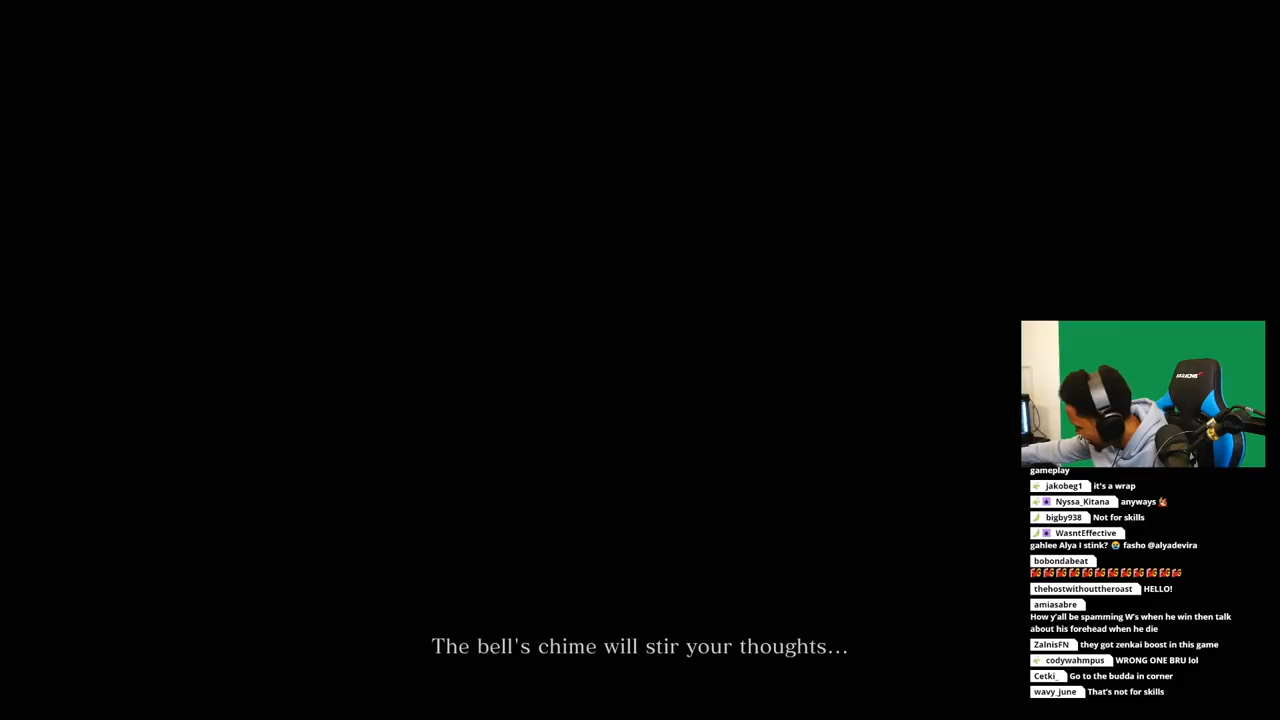 AKRACING
gameplay
jakobeg1 it's a wrap
Nyssa_Kitana anyways
bigby938 Not for skills
WasntEffective
gahlee Alya I stink? 😭 fasho @alyadevira
bobondabeat
thehostwithouttheroast HELLO!
amiasabre
How y'all be spamming W's when he win then talk
about his forehead when he die
ZalnisFN they got zenkai boost in this game
codywahmpus WRONG ONE BRU lol
The bell's chime will stir your thoughts...
Cetki_ Go to the budda in corner
wavy_june That's not for skills